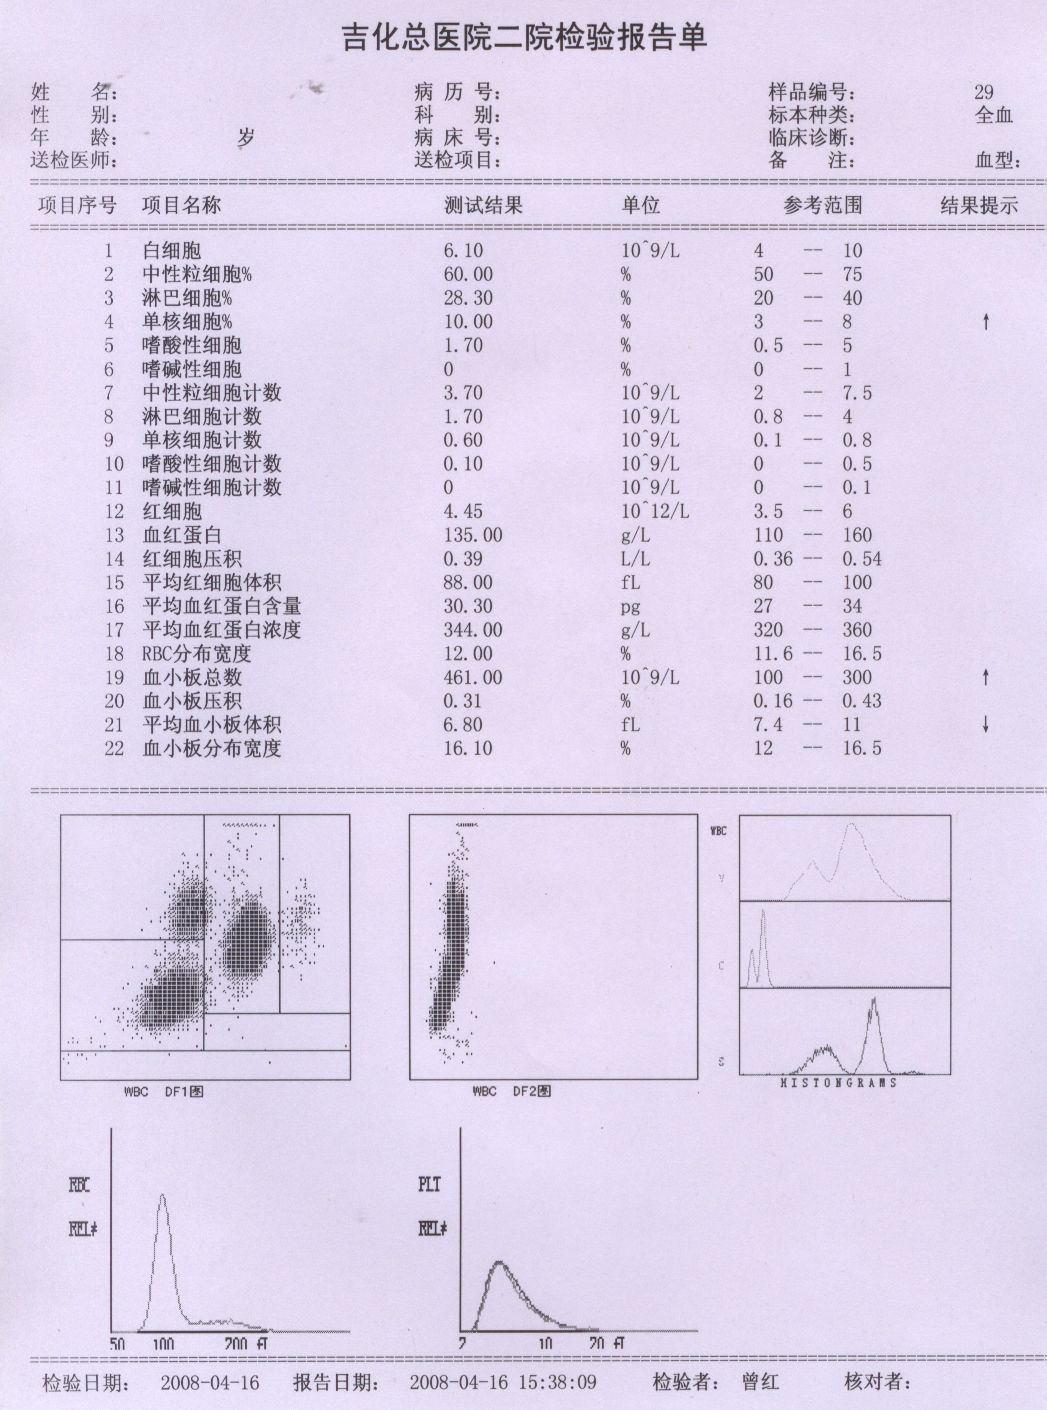 吉化总医院二院检验报告单
姓 名： 病 历 号： 样品编号： 29
性 别： 科 别： 标本种类： 全血
年 龄： 岁 病 床 号： 临床诊断：
送检医师： 送检项目： 备 注： 血型：
项目序号 项目名称 测试结果 单位 参考范围 结果提示
1 白细胞 6.10 10^9/L 4 -- 10
2 中性粒细胞% 60.00 % 50 -- 75
3 淋巴细胞% 28.30 % 20 -- 40
4 单核细胞% 10.00 % 3 -- 8 ↑
5 嗜酸性细胞 1.70 % 0.5 -- 5
6 嗜碱性细胞 0 % 0 -- 1
7 中性粒细胞计数 3.70 10^9/L 2 -- 7.5
8 淋巴细胞计数 1.70 10^9/L 0.8 -- 4
9 单核细胞计数 0.60 10^9/L 0.1 -- 0.8
10 嗜酸性细胞计数 0.10 10^9/L 0 -- 0.5
11 嗜碱性细胞计数 0 10^9/L 0 -- 0.1
12 红细胞 4.45 10^12/L 3.5 -- 6
13 血红蛋白 135.00 g/L 110 -- 160
14 红细胞压积 0.39 L/L 0.36 -- 0.54
15 平均红细胞体积 88.00 fL 80 -- 100
16 平均血红蛋白含量 30.30 pg 27 -- 34
17 平均血红蛋白浓度 344.00 g/L 320 -- 360
18 RBC分布宽度 12.00 % 11.6 -- 16.5
19 血小板总数 461.00 10^9/L 100 -- 300 ↑
20 血小板压积 0.31 % 0.16 -- 0.43
21 平均血小板体积 6.80 fL 7.4 -- 11 ↓
22 血小板分布宽度 16.10 % 12 -- 16.5
WBC
V
C
S
HISTONGRAMS
WBC DF1图 WBC DF2图
RBC PLT
REL# REL#
50 100 200 fl 2 10 20 fl
检验日期： 2008-04-16 报告日期： 2008-04-16 15:38:09 检验者： 曾红 核对者：